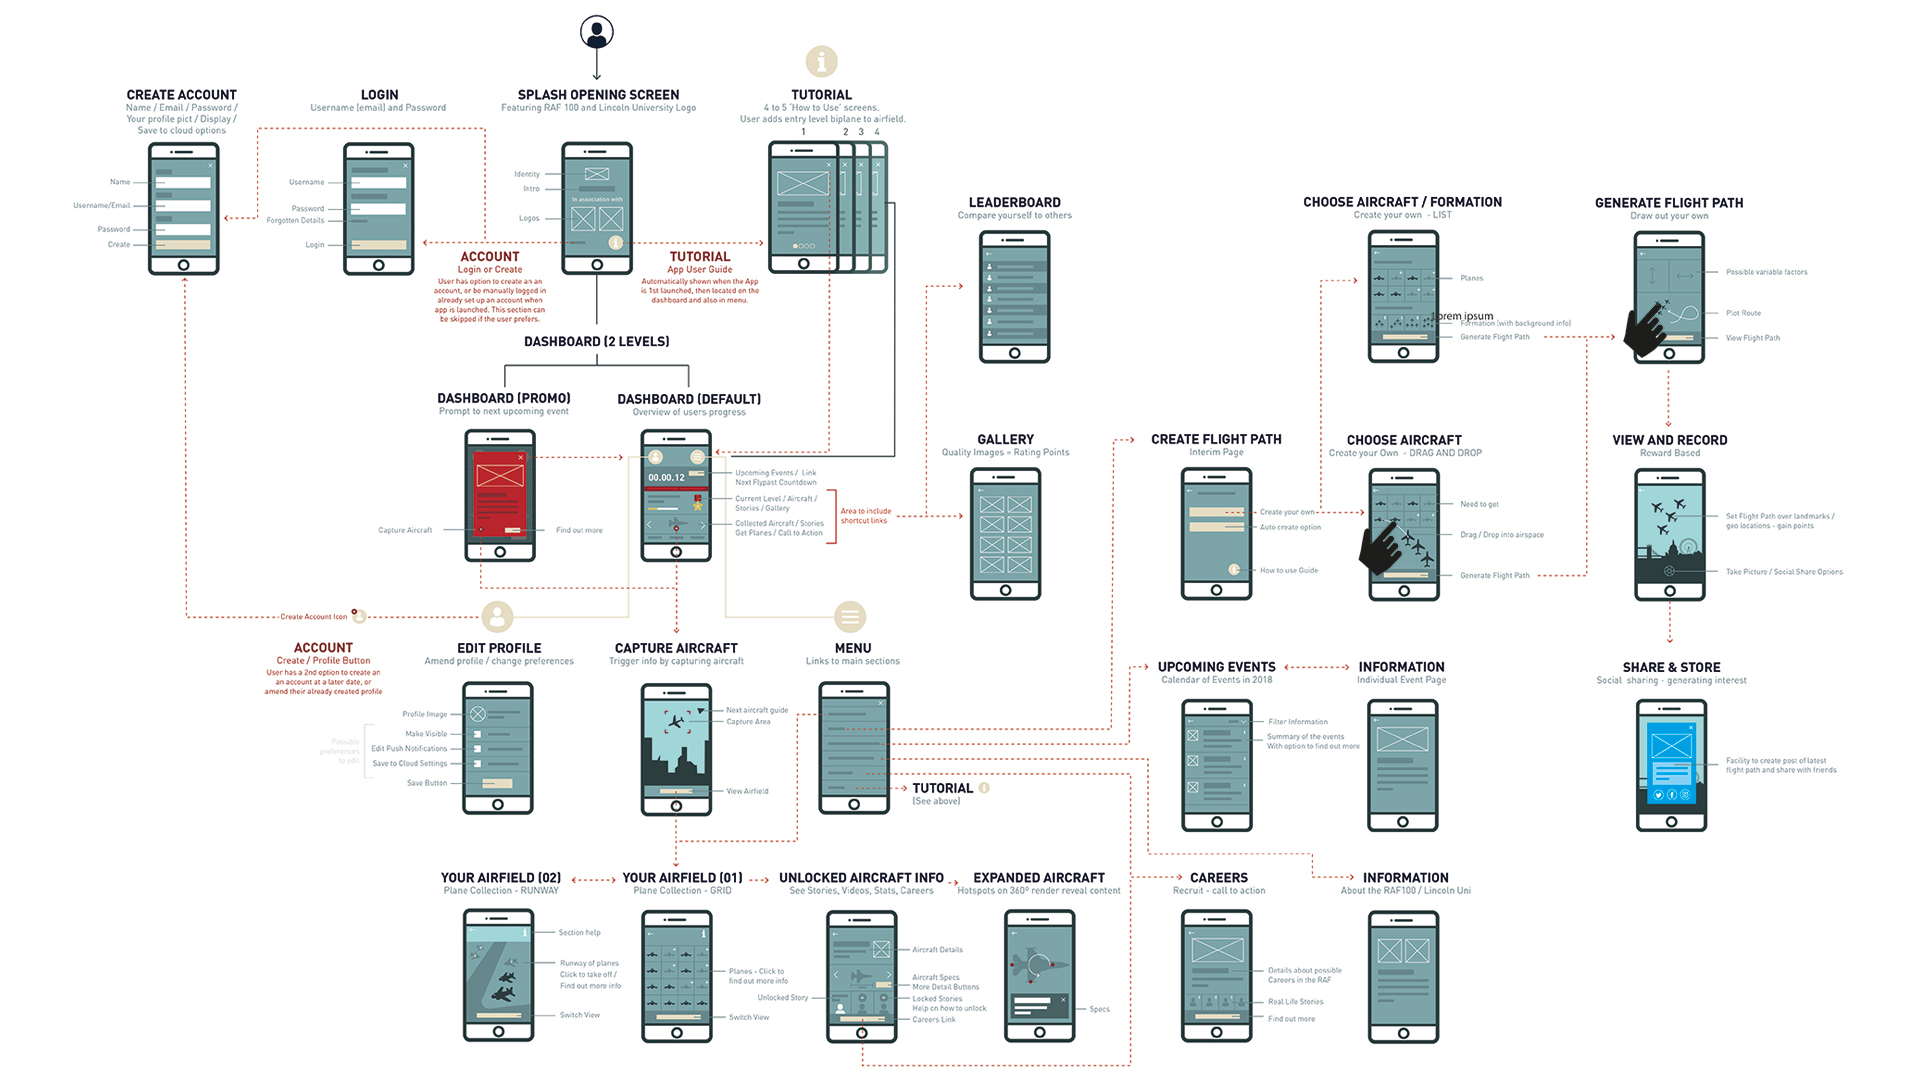 CREATE ACCOUNT
Name / Email / Password /
Your profile pict / Display /
Save to cloud options
Name
Username/Email
Password
Create
LOGIN
Username (email) and Password
Username
Password
Forgotten Details
Login
SPLASH OPENING SCREEN
Featuring RAF 100 and Lincoln University Logo
Identity
Intro
In association with
Logos
ACCOUNT
Login or Create
User has option to create an an
account, or be manually logged in
already set up an account when
app is launched. This section can
be skipped if the user prefers.
TUTORIAL
App User Guide
Automatically shown when the App
is 1st launched, then located on the
dashboard and also in menu.
TUTORIAL
4 to 5 'How to Use' screens.
User adds entry level biplane to airfield.
1 2 3 4
DASHBOARD (2 LEVELS)
DASHBOARD (PROMO)
Prompt to next upcoming event
Capture Aircraft
Find out more
DASHBOARD (DEFAULT)
Overview of users progress
00.00.12
Upcoming Events / Link
Next Flypast Countdown
Current Level / Aircraft /
Stories / Gallery
Collected Aircraft / Stories
Get Planes / Call to Action
Area to include
shortcut links
LEADERBOARD
Compare yourself to others
GALLERY
Quality Images = Rating Points
CHOOSE AIRCRAFT / FORMATION
Create your own - LIST
Planes
Lorem ipsum
Formation (with background info)
Generate Flight Path
GENERATE FLIGHT PATH
Draw out your own
Possible variable factors
Plot Route
View Flight Path
CREATE FLIGHT PATH
Interim Page
Create your own
Auto create option
How to use Guide
CHOOSE AIRCRAFT
Create your Own - DRAG AND DROP
Need to get
Drag / Drop into airspace
Generate Flight Path
VIEW AND RECORD
Reward Based
Set Flight Path over landmarks /
geo locations - gain points
Take Picture / Social Share Options
Create Account Icon
ACCOUNT
Create / Profile Button
User has a 2nd option to create an
an account at a later date, or
amend their already created profile
EDIT PROFILE
Amend profile / change preferences
Profile Image
Make Visible
Edit Push Notifications
Save to Cloud Settings
Save Button
Possible
preferences
to edit
CAPTURE AIRCRAFT
Trigger info by capturing aircraft
Next aircraft guide
Capture Area
View Airfield
MENU
Links to main sections
TUTORIAL
(See above)
UPCOMING EVENTS
Calendar of Events in 2018
Filter Information
Summary of the events
With option to find out more
INFORMATION
Individual Event Page
SHARE & STORE
Social sharing - generating interest
Facility to create post of latest
flight path and share with friends
YOUR AIRFIELD (02)
Plane Collection - RUNWAY
Section help
Runway of planes
Click to take off /
Find out more info
Switch View
YOUR AIRFIELD (01)
Plane Collection - GRID
Planes - Click to
find out more info
Switch View
UNLOCKED AIRCRAFT INFO
See Stories, Videos, Stats, Careers
Unlocked Story
Aircraft Details
Aircraft Specs
More Detail Buttons
Locked Stories
Help on how to unlock
Careers Link
EXPANDED AIRCRAFT
Hotspots on 360º render reveal content
Specs
CAREERS
Recruit - call to action
Details about possible
Careers in the RAF
Real Life Stories
Find out more
INFORMATION
About the RAF100 / Lincoln Uni